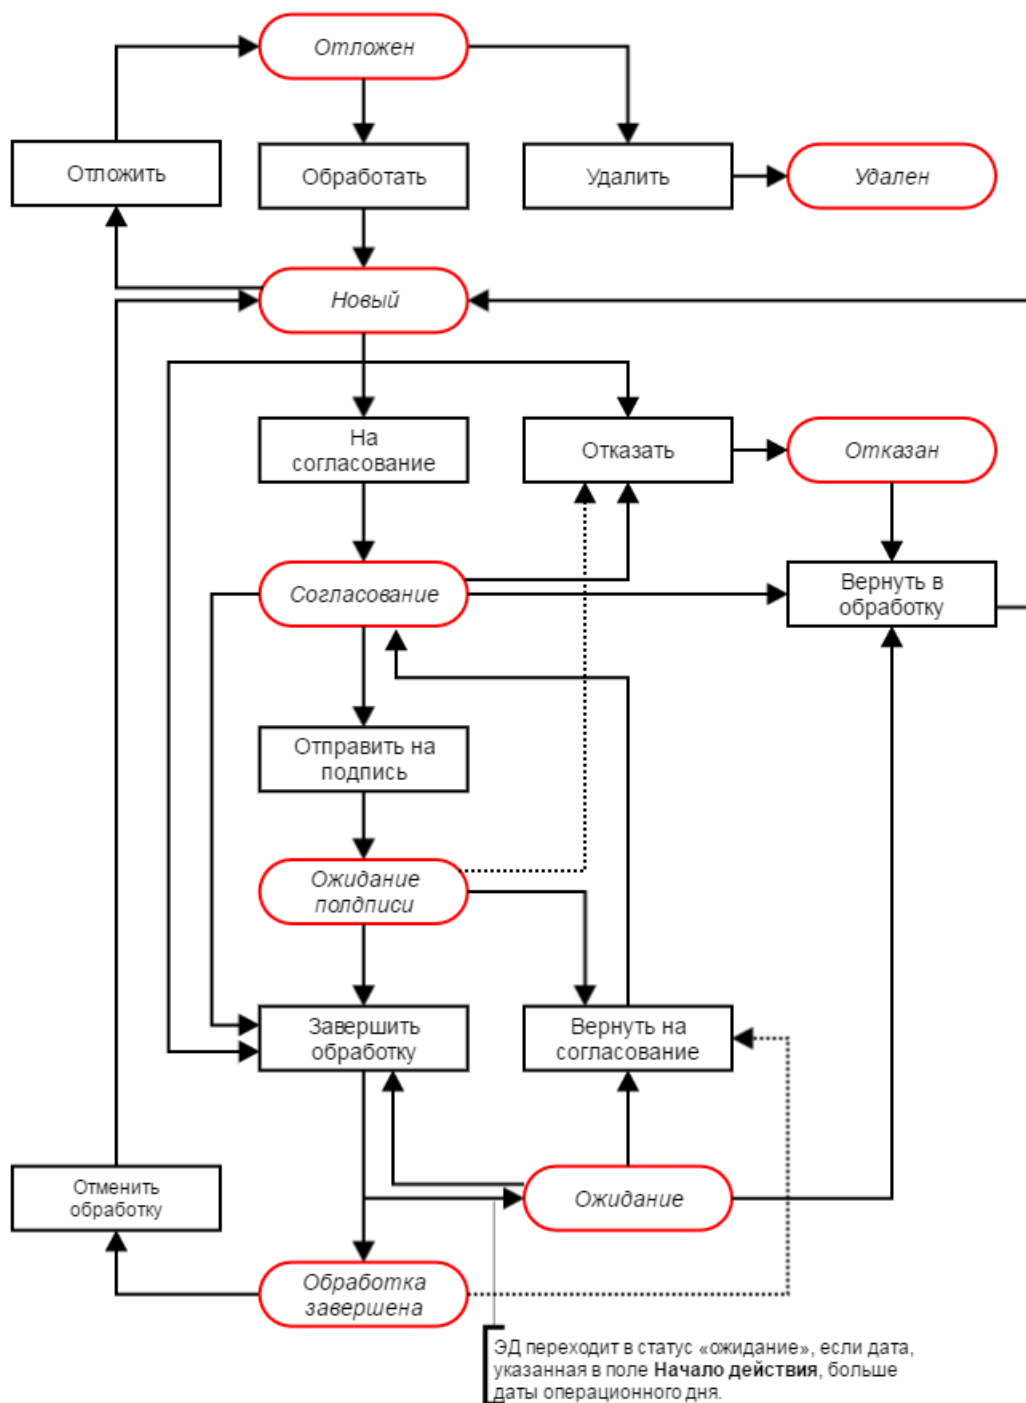 Отложен
Отложить
Обработать
Удалить
Удален
Новый
На
согласование
Отказать
Отказан
Согласование
Вернуть в
обработку
Отправить на
подпись
Ожидание
полдписи
Завершить
обработку
Вернуть на
согласование
Отменить
обработку
Ожидание
Обработка
завершена
ЭД переходит в статус «ожидание», если дата,
указанная в поле Начало действия, больше
даты операционного дня.